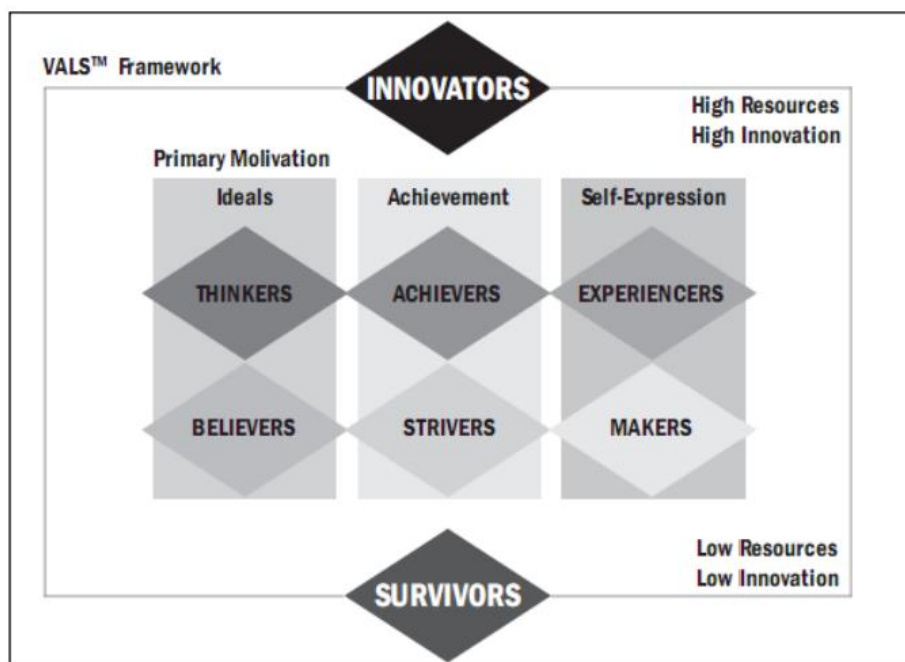 VALS™ Framework
INNOVATORS
High Resources
High Innovation
Primary Molivation
Ideals
Achievement
Self-Expression
THINKERS
ACHIEVERS
EXPERIENCERS
BELIEVERS
STRIVERS
MAKERS
Low Resources
Low Innovation
SURVIVORS